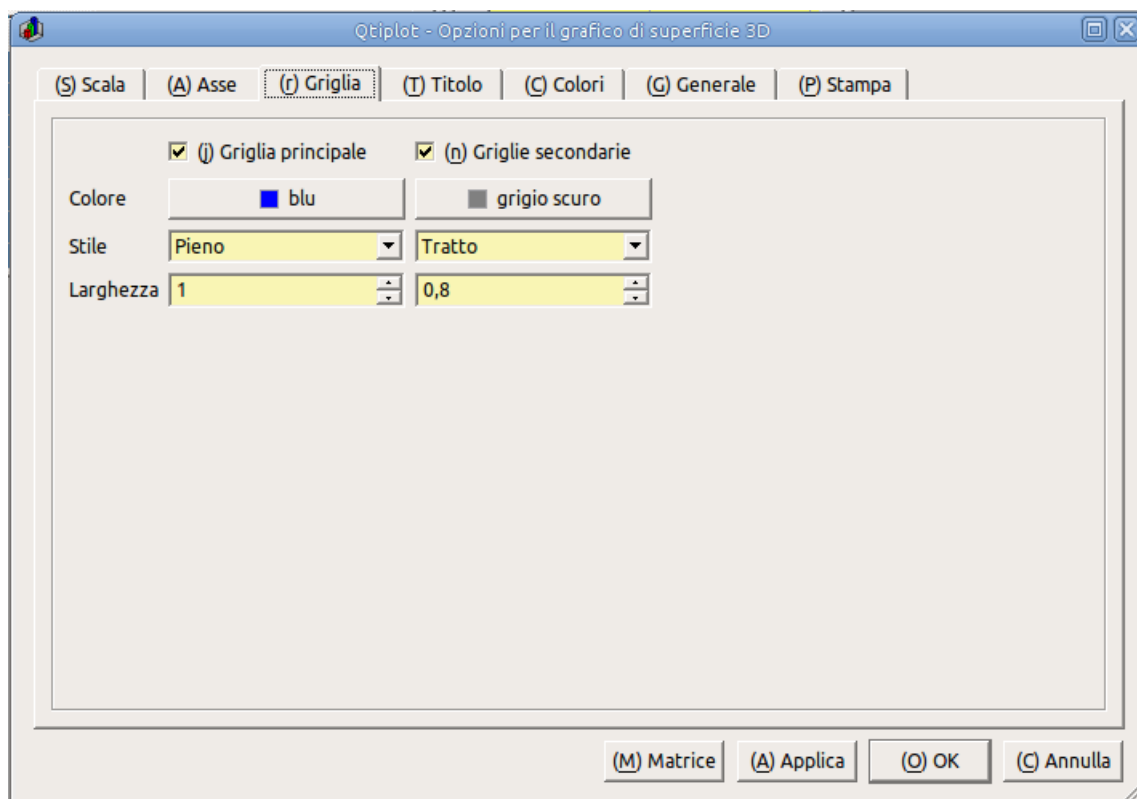 Qtiplot - Opzioni per il grafico di superficie 3D
(S) Scala (A) Asse (r) Griglia (T) Titolo (C) Colori (G) Generale (P) Stampa
(j) Griglia principale (n) Griglie secondarie
Colore blu grigio scuro
Stile Pieno Tratto
Larghezza 1 0,8
(M) Matrice (A) Applica (O) OK (C) Annulla